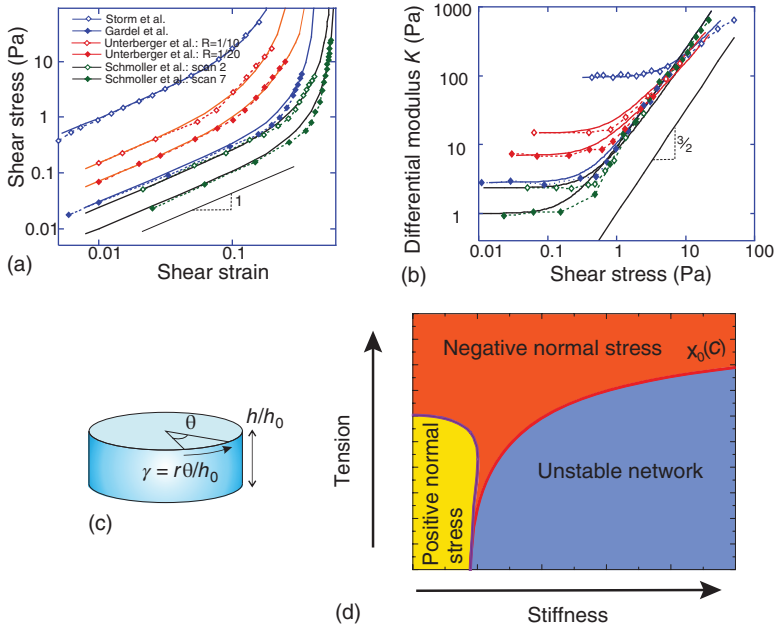 Shear stress (Pa)
10
1
0.1
0.01
Storm et al.
Gardel et al.
Unterberger et al.: R=1/10
Unterberger et al.: R=1/20
Schmoller et al.: scan 2
Schmoller et al.: scan 7
1
0.01
0.1
Shear strain
(a)
Differential modulus K (Pa)
1000
100
10
1
3/2
0.01
0.1
1
10
100
Shear stress (Pa)
(b)
θ
h/h0
γ = rθ/h0
(c)
Tension
Negative normal stress
x0(c)
Positive normal
stress
Unstable network
Stiffness
(d)